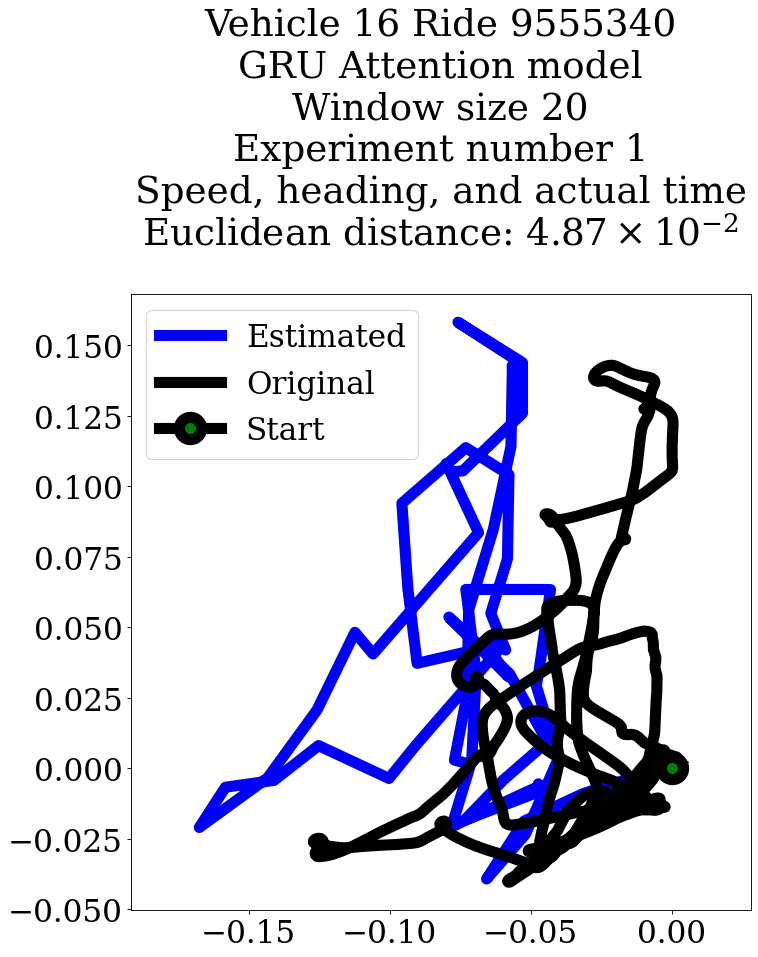 Vehicle 16 Ride 9555340
GRU Attention model
Window size 20
Experiment number 1
Speed, heading, and actual time
Euclidean distance: 4.87 × 10⁻²
Estimated
Original
Start
0.150
0.125
0.100
0.075
0.050
0.025
0.000
−0.025
−0.050
−0.15 −0.10 −0.05 0.00